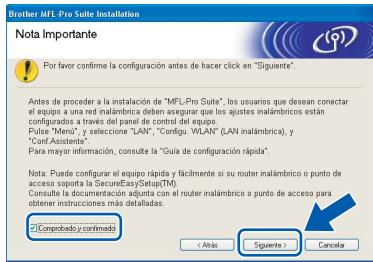 Brother MFL-Pro Suite Installation
Nota Importante
Por favor confirme la configuración antes de hacer click en "Siguiente".
Antes de proceder a la instalación de "MFL-Pro Suite", los usuarios que desean conectar
el equipo a una red inalámbrica deben asegurar que los ajustes inalámbricos están
configurados a través del panel de control del equipo.
Pulse "Menú", y seleccione "LAN", "Configu. WLAN" (LAN inalámbrica), y
"Conf.Asistente".
Para mayor información, consulte la "Guía de configuración rápida".
Nota: Puede configurar el equipo rápida y fácilmente si su router inalámbrico o punto de
acceso soporta la SecureEasySetup(TM).
Consulte la documentación adjunta con el router inalámbrico o punto de acceso para
obtener instrucciones más detalladas.
Comprobado y confirmado
< Atrás Siguiente > Cancelar